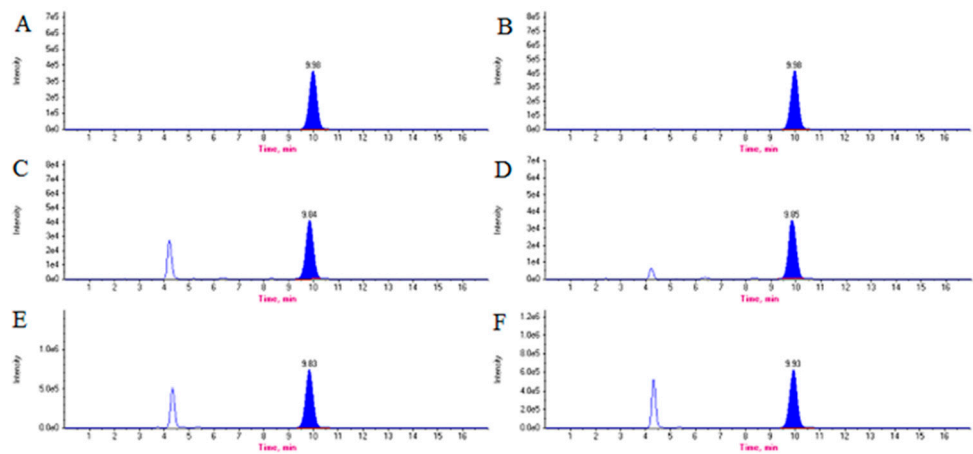 A
Intensity
7e5
6e5
5e5
4e5
3e5
2e5
1e5
0e0
9.98
1 2 3 4 5 6 7 8 9 10 11 12 13 14 15 16
Time, min
B
Intensity
8e5
7e5
6e5
5e5
4e5
3e5
2e5
1e5
0e0
9.98
1 2 3 4 5 6 7 8 9 10 11 12 13 14 15 16
Time, min
C
Intensity
8e4
7e4
6e4
5e4
4e4
3e4
2e4
1e4
0e0
9.84
1 2 3 4 5 6 7 8 9 10 11 12 13 14 15 16
Time, min
D
Intensity
7e4
6e4
5e4
4e4
3e4
2e4
1e4
0e0
9.85
1 2 3 4 5 6 7 8 9 10 11 12 13 14 15 16
Time, min
E
Intensity
1.0e6
5.0e5
0.0e0
9.83
1 2 3 4 5 6 7 8 9 10 11 12 13 14 15 16
Time, min
F
Intensity
1.2e6
1.0e6
8.0e5
6.0e5
4.0e5
2.0e5
0.0e0
9.93
1 2 3 4 5 6 7 8 9 10 11 12 13 14 15 16
Time, min